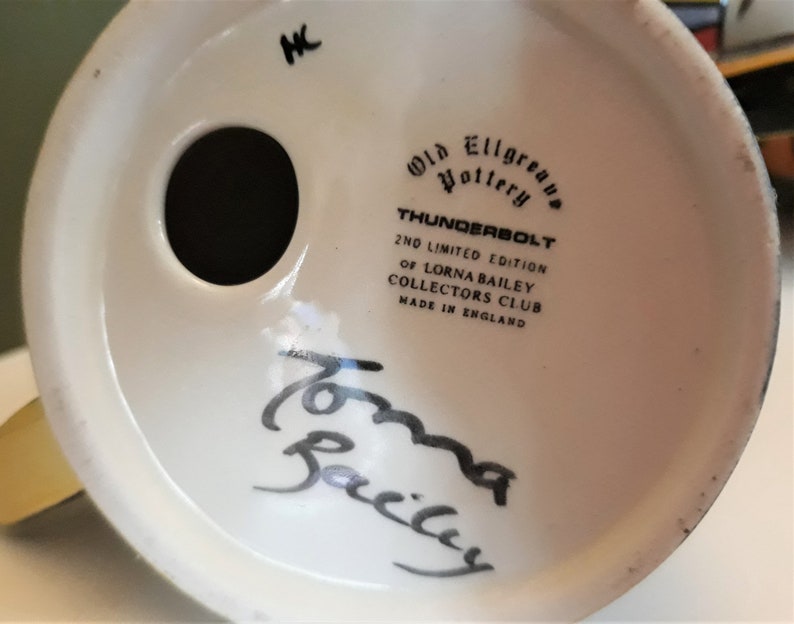 HK
Old Ellgreave
Pottery
THUNDERBOLT
2ND LIMITED EDITION
OF LORNA BAILEY
COLLECTORS CLUB
MADE IN ENGLAND
Lorna
Bailey